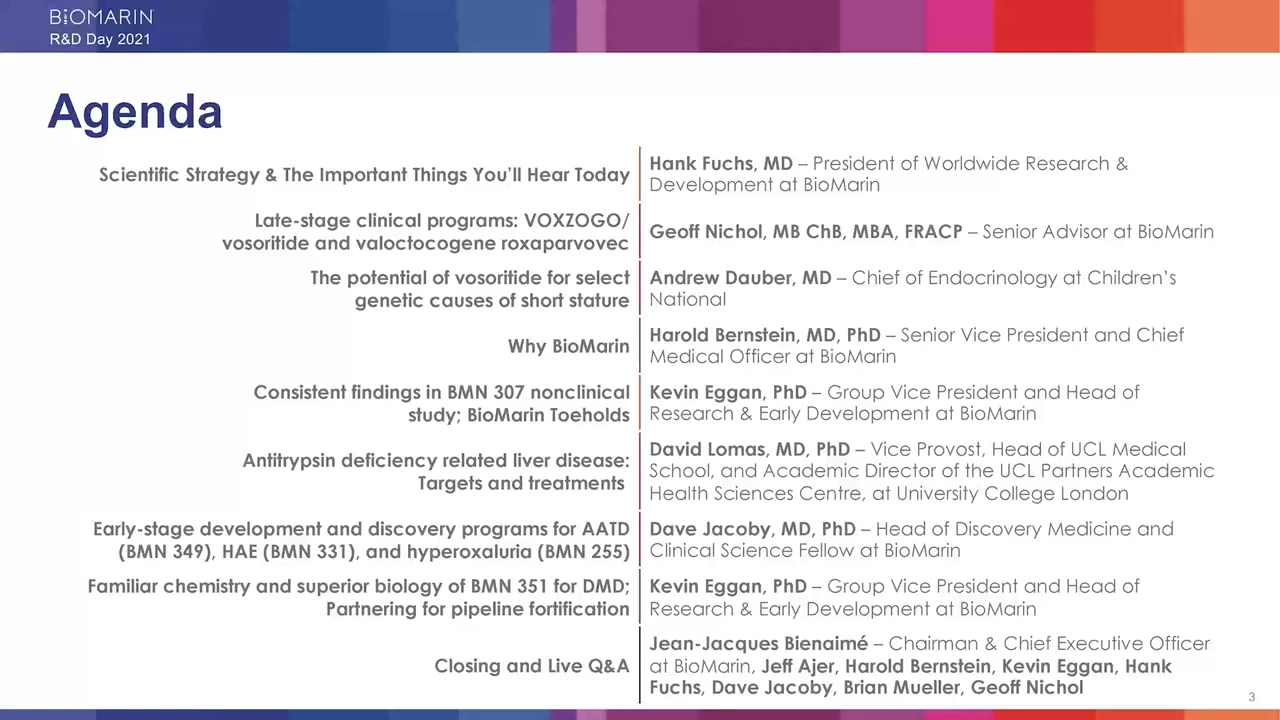 BIOMARIN
R&D Day 2021
Agenda
Scientific Strategy & The Important Things You'll Hear Today
Hank Fuchs, MD – President of Worldwide Research &
Development at BioMarin
Late-stage clinical programs: VOXZOGO/
vosoritide and valoctocogene roxaparvovec
Geoff Nichol, MB ChB, MBA, FRACP – Senior Advisor at BioMarin
The potential of vosoritide for select
genetic causes of short stature
Andrew Dauber, MD – Chief of Endocrinology at Children's
National
Why BioMarin
Harold Bernstein, MD, PhD – Senior Vice President and Chief
Medical Officer at BioMarin
Consistent findings in BMN 307 nonclinical
study; BioMarin Toeholds
Kevin Eggan, PhD – Group Vice President and Head of
Research & Early Development at BioMarin
Antitrypsin deficiency related liver disease:
Targets and treatments
David Lomas, MD, PhD – Vice Provost, Head of UCL Medical
School, and Academic Director of the UCL Partners Academic
Health Sciences Centre, at University College London
Early-stage development and discovery programs for AATD
(BMN 349), HAE (BMN 331), and hyperoxaluria (BMN 255)
Dave Jacoby, MD, PhD – Head of Discovery Medicine and
Clinical Science Fellow at BioMarin
Familiar chemistry and superior biology of BMN 351 for DMD;
Partnering for pipeline fortification
Kevin Eggan, PhD – Group Vice President and Head of
Research & Early Development at BioMarin
Closing and Live Q&A
Jean-Jacques Bienaimé – Chairman & Chief Executive Officer
at BioMarin, Jeff Ajer, Harold Bernstein, Kevin Eggan, Hank
Fuchs, Dave Jacoby, Brian Mueller, Geoff Nichol
3